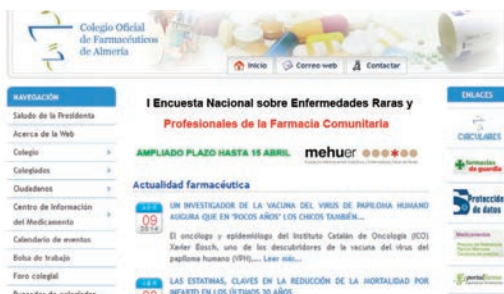 Colegio Oficial
de Farmacéuticos
de Almería
Inicio
Correo web
Contactar
NAVEGACIÓN
Saludo de la Presidenta
Acerca de la Web
Colegio
Colegiados
Ciudadanos
Centro de Información
del Medicamento
Calendario de eventos
Bolsa de trabajo
Foro colegial
I Encuesta Nacional sobre Enfermedades Raras y
Profesionales de la Farmacia Comunitaria
AMPLIADO PLAZO HASTA 15 ABRIL
mehuer
Actualidad farmacéutica
09
2014
UN INVESTIGADOR DE LA VACUNA DEL VIRUS DE PAPILOMA HUMANO
AUGURA QUE EN "POCOS AÑOS" LOS CHICOS TAMBIÉN...
El oncólogo y epidemiólogo del Instituto Catalán de Oncología (ICO)
Xavier Bosch, uno de los descubridores de la vacuna del virus del
papiloma humano (VPH),... Leer más...
LAS ESTATINAS, CLAVES EN LA REDUCCIÓN DE LA MORTALIDAD POR
INFARTO EN LOS ÚLTIMOS 20 AÑOS
ENLACES
CIRCULARES
farmacias
de guardia
Protección
de datos
Medicamentos
portalfarma